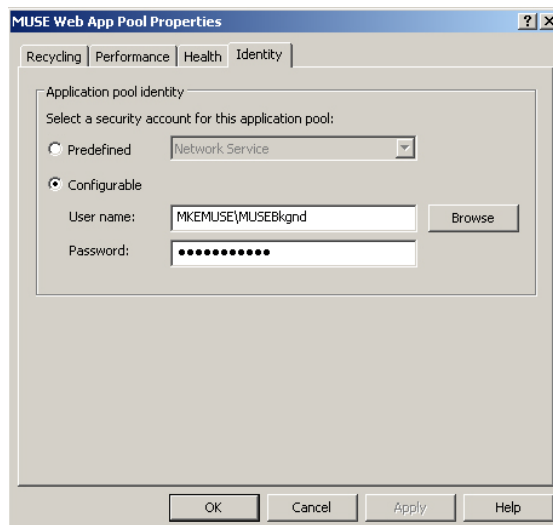 MUSE Web App Pool Properties
Recycling Performance Health Identity
Application pool identity
Select a security account for this application pool:
Predefined Network Service
Configurable
User name: MKEMUSE\MUSEBkgnd Browse
Password: ●●●●●●●●●●●
OK Cancel Apply Help